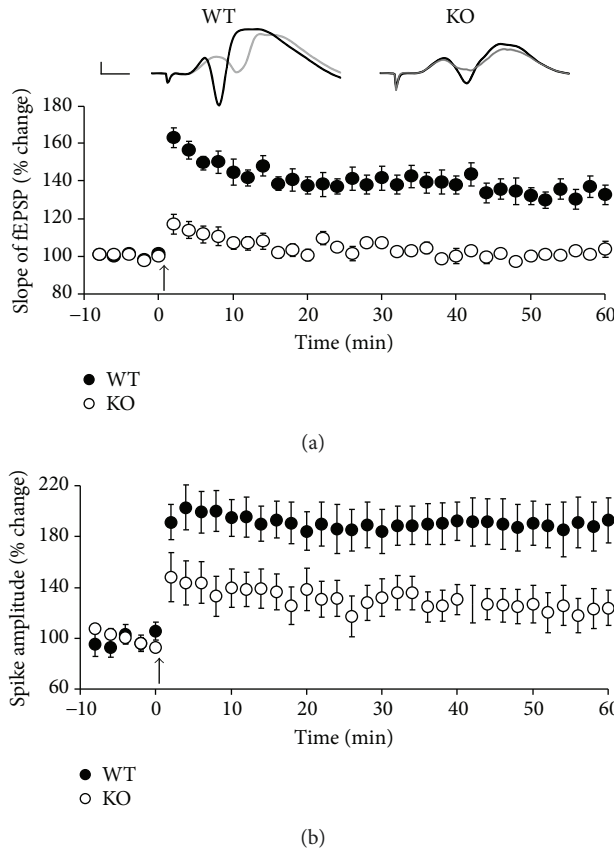 WT
KO
180
160
140
120
100
80
Slope of fEPSP (% change)
−10
0
10
20
30
40
50
60
Time (min)
WT
KO
(a)
220
180
140
100
60
Spike amplitude (% change)
−10
0
10
20
30
40
50
60
Time (min)
WT
KO
(b)